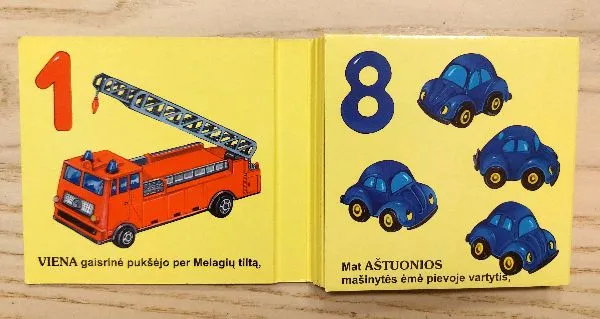 1
VIENA gaisrinė pukšėjo per Melagių tiltą,
8
Mat AŠTUONIOS
mašinytės ėmė pievoje vartytis,